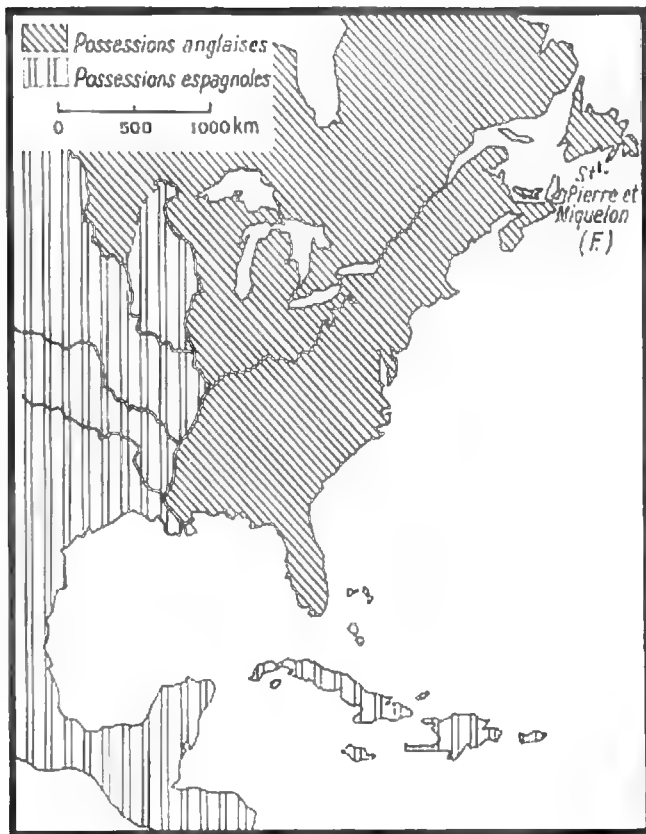 Possessions anglaises
Possessions espagnoles
0 500 1000 km
St-
Pierre et
Miquelon
(F.)